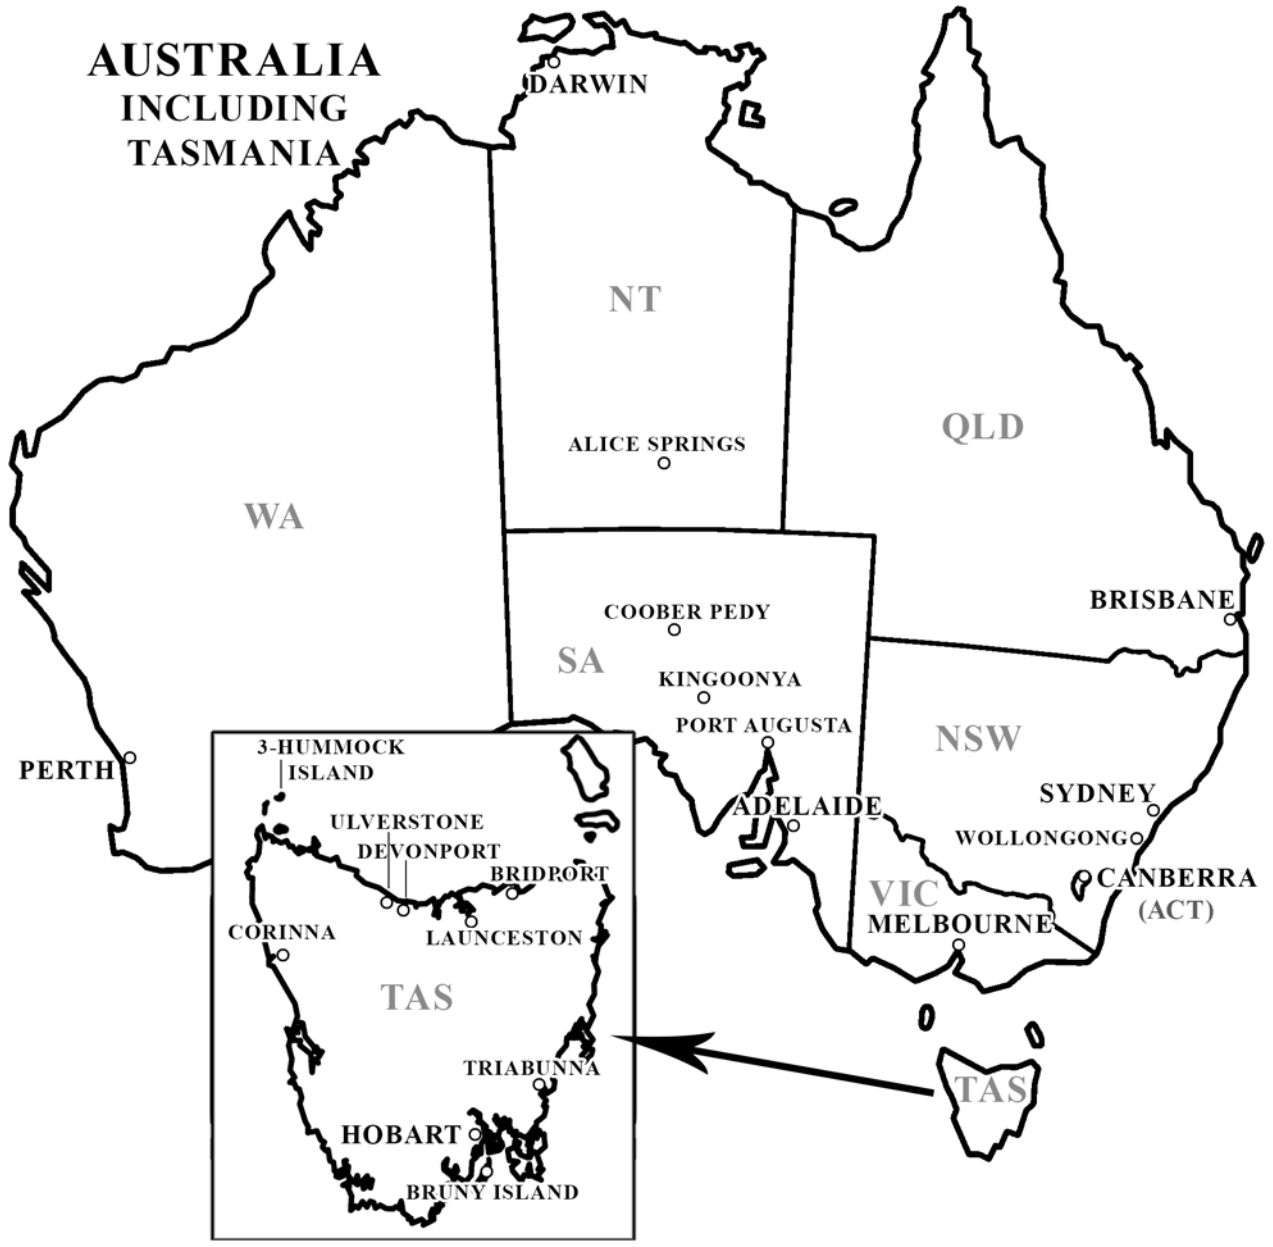 AUSTRALIA
INCLUDING
TASMANIA
DARWIN
NT
ALICE SPRINGS
QLD
WA
BRISBANE
COOBER PEDY
SA
KINGOONYA
PORT AUGUSTA
NSW
PERTH
SYDNEY
ADELAIDE
WOLLONGONG
CANBERRA
(ACT)
VIC
MELBOURNE
TAS
3-HUMMOCK
ISLAND
ULVERSTONE
DEVONPORT
BRIDPORT
CORINNA
LAUNCESTON
TAS
TRIABUNNA
HOBART
BRUNY ISLAND